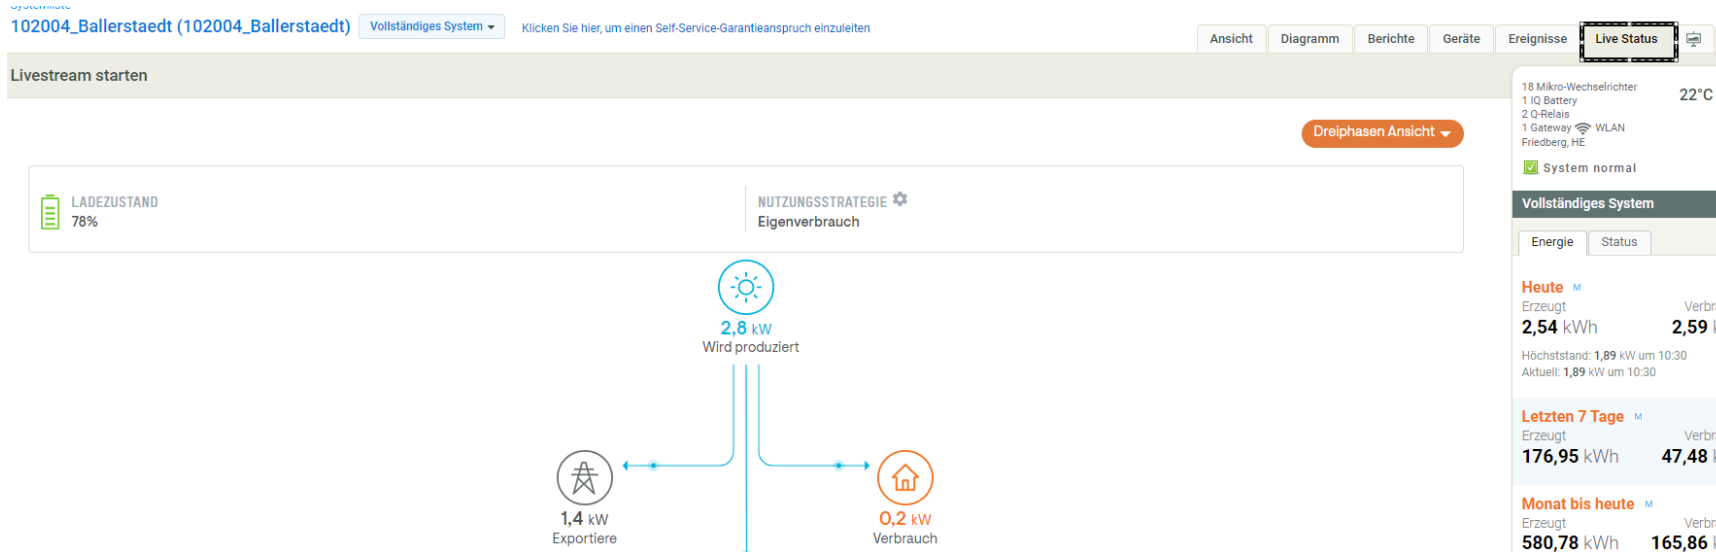 102004_Ballerstaedt (102004_Ballerstaedt)
Vollständiges System
Klicken Sie hier, um einen Self-Service-Garantieanspruch einzuleiten
Ansicht
Diagramm
Berichte
Geräte
Ereignisse
Live Status
Livestream starten
Dreiphasen Ansicht
LADEZUSTAND
78%
NUTZUNGSSTRATEGIE
Eigenverbrauch
2,8 kW
Wird produziert
1,4 kW
Exportiere
0,2 kW
Verbrauch
18 Mikro-Wechselrichter
22°C
1 IQ Battery
2 Q-Relais
1 Gateway WLAN
Friedberg, HE
System normal
Vollständiges System
Energie
Status
Heute M
Erzeugt Verbr
2,54 kWh 2,59
Höchststand: 1,89 kW um 10:30
Aktuell: 1,89 kW um 10:30
Letzten 7 Tage M
Erzeugt Verbr
176,95 kWh 47,48
Monat bis heute M
Erzeugt Verbr
580,78 kWh 165,86